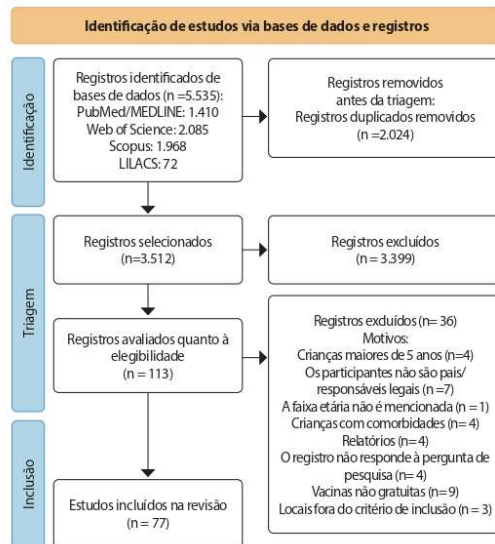 Identificação de estudos via bases de dados e registros
Identificação
Registros identificados de
bases de dados (n =5.535):
PubMed/MEDLINE: 1.410
Web of Science: 2.085
Scopus: 1.968
LILACS: 72
Registros removidos
antes da triagem:
Registros duplicados removidos
(n =2.024)
Triagem
Registros selecionados
(n=3.512)
Registros excluídos
(n = 3.399)
Registros avaliados quanto à
elegibilidade
(n = 113)
Registros excluídos (n= 36)
Motivos:
Crianças maiores de 5 anos (n=4)
Os participantes não são pais/
responsáveis legais (n=7)
A faixa etária não é mencionada (n = 1)
Crianças com comorbidades (n= 4)
Relatórios (n= 4)
O registro não responde à pergunta de
pesquisa (n= 4)
Vacinas não gratuitas (n= 9)
Locais fora do critério de inclusão (n = 3)
Inclusão
Estudos incluídos na revisão
(n = 77)